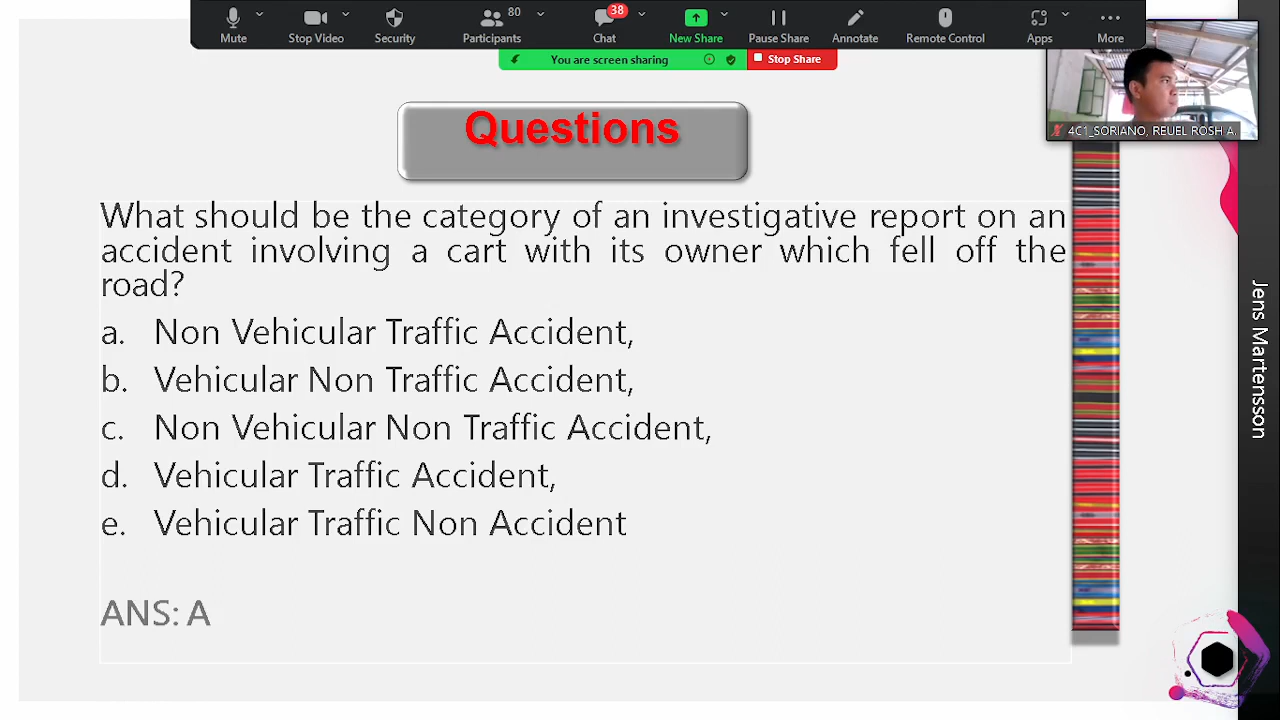 80
38
Mute
Stop Video
Security
Participants
Chat
New Share
Pause Share
Annotate
Remote Control
Apps
More
You are screen sharing
Stop Share
4C1_SORIANO, REUEL ROSH A.
Questions
What should be the category of an investigative report on an
accident involving a cart with its owner which fell off the
road?
a. Non Vehicular Traffic Accident,
b. Vehicular Non Traffic Accident,
c. Non Vehicular Non Traffic Accident,
d. Vehicular Traffic Accident,
e. Vehicular Traffic Non Accident
ANS: A
Jens Martensson